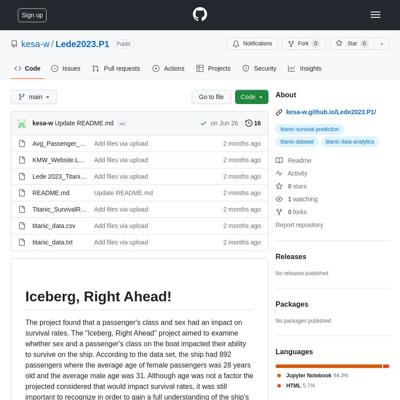 Sign up
kesa-w / Lede2023.P1 Public
Notifications Fork 0 Star 0
Code Issues Pull requests Actions Projects Security Insights
main Go to file Code
kesa-w Update README.md ... on Jun 26 16
Avg_Passenger_... Add files via upload 2 months ago
KMW_Website.L... Add files via upload 2 months ago
Lede 2023_Titani... Add files via upload 2 months ago
README.md Update README.md 2 months ago
Titanic_SurvivalR... Add files via upload 2 months ago
titanic_data.csv Add files via upload 2 months ago
titanic_data.txt Add files via upload 2 months ago
Iceberg, Right Ahead!
The project found that a passenger's class and sex had an impact on
survival rates. The "Iceberg, Right Ahead" project aimed to examine
whether sex and a passenger's class on the boat impacted their ability
to survive on the ship. According to the data set, the ship had 892
passengers where the average age of female passengers was 28 years
old and the average male age was 31. Although age was not a factor the
projected considered that would impact survival rates, it was still
important to recognize in order to gain a full understanding of the ship's
About
kesa-w.github.io/Lede2023.P1/
titanic-survival-prediction
titanic-dataset titanic-data-analytics
Readme
Activity
0 stars
1 watching
0 forks
Report repository
Releases
No releases published
Packages
No packages published
Languages
Jupyter Notebook 94.3%
HTML 5.7%